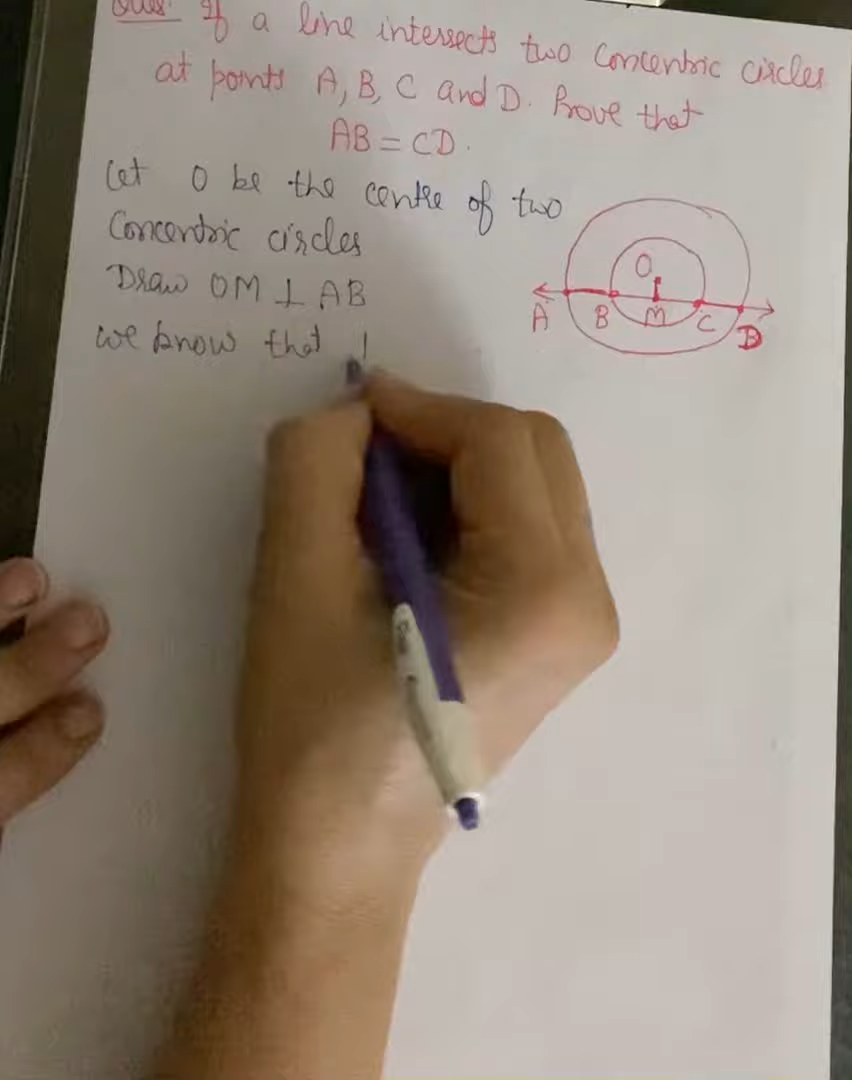 Ques. If a line intersects two concentric circles
at points A, B, C and D. Prove that
AB = CD.
Let O be the centre of two
Concentric circles
Draw OM ⊥ AB
we know that
O
A B M C D